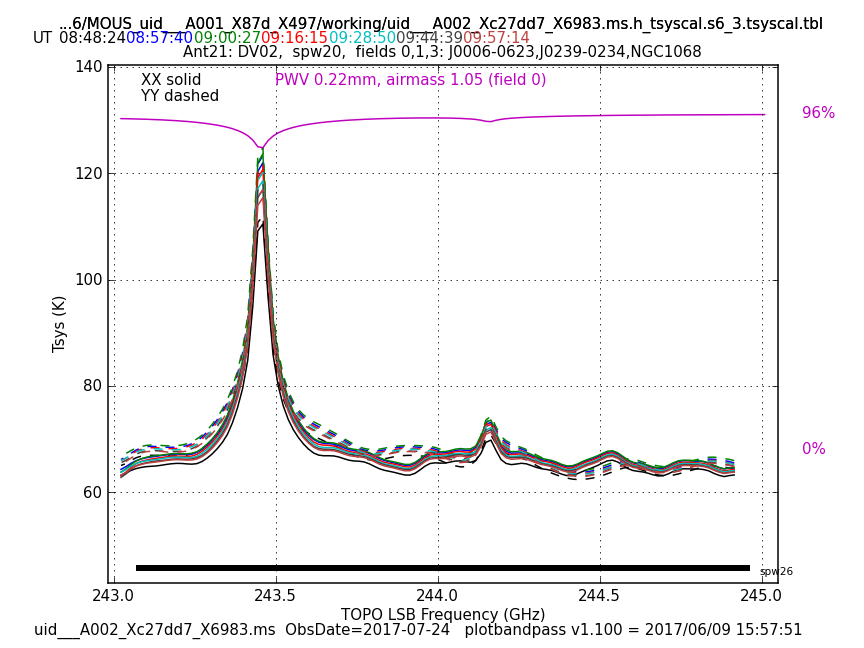 ...6/MOUS_uid___A001_X87d_X497/working/uid___A002_Xc27dd7_X6983.ms.h_tsyscal.s6_3.tsyscal.tbl
UT 08:48:24 08:57:40 09:00:27 09:16:15 09:28:50 09:44:39 09:57:14
Ant21: DV02, spw20, fields 0,1,3: J0006-0623,J0239-0234,NGC1068
140
XX solid
PWV 0.22mm, airmass 1.05 (field 0)
YY dashed
96%
120
100
Tsys (K)
80
0%
60
spw26
243.0 243.5 244.0 244.5 245.0
TOPO LSB Frequency (GHz)
uid___A002_Xc27dd7_X6983.ms ObsDate=2017-07-24 plotbandpass v1.100 = 2017/06/09 15:57:51